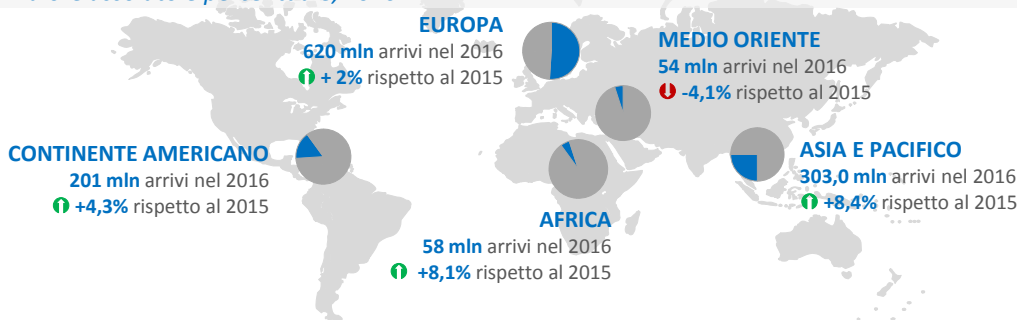 EUROPA
620 mln arrivi nel 2016
+ 2% rispetto al 2015
MEDIO ORIENTE
54 mln arrivi nel 2016
-4,1% rispetto al 2015
CONTINENTE AMERICANO
201 mln arrivi nel 2016
+4,3% rispetto al 2015
ASIA E PACIFICO
303,0 mln arrivi nel 2016
+8,4% rispetto al 2015
AFRICA
58 mln arrivi nel 2016
+8,1% rispetto al 2015